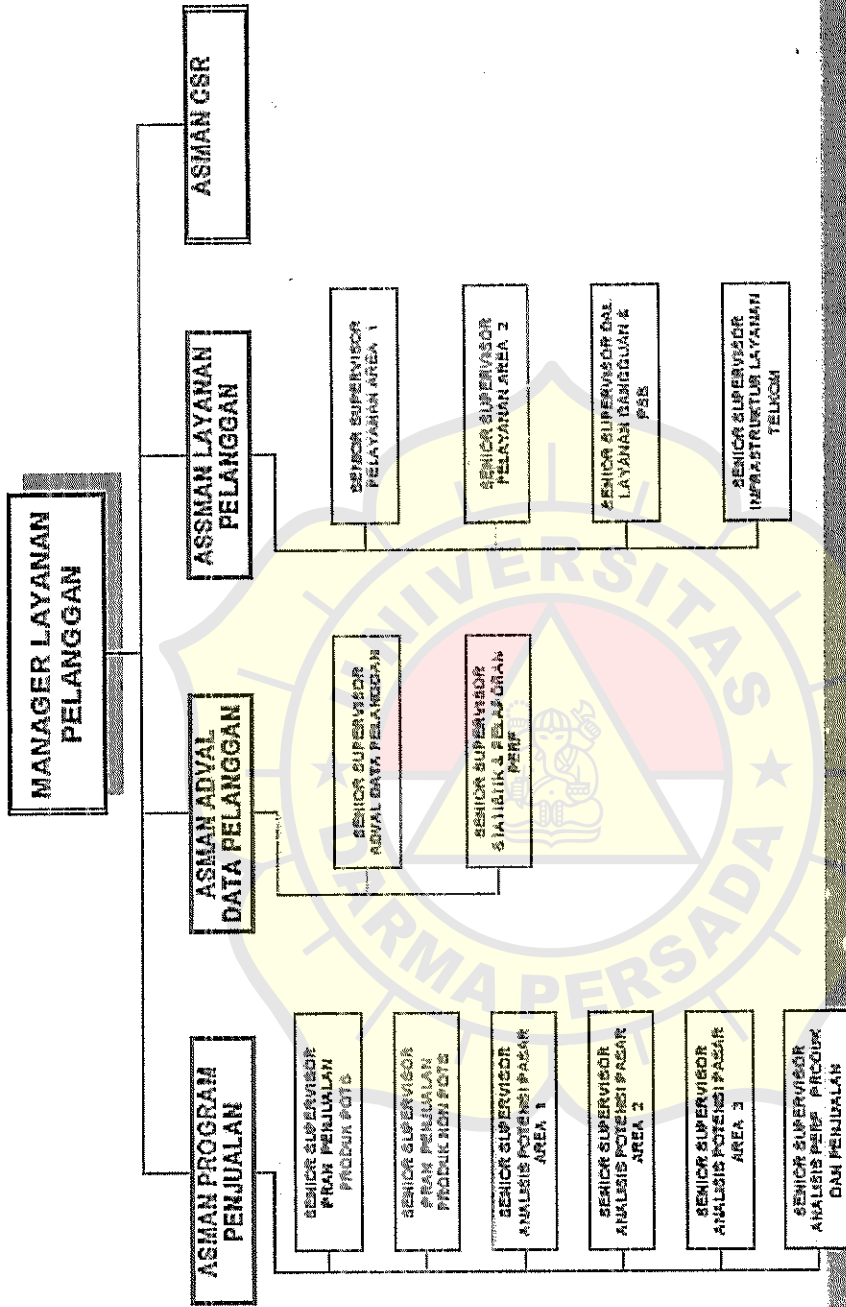 MANAGER LAYANAN
PELANGGAN
ASMAN PROGRAM
PENJUALAN
SENIOR SUPERVISOR
PRAN PENJUALAN
PRODUK POTS
SENIOR SUPERVISOR
PRAN PENJUALAN
PRODUK NON POTS
SENIOR SUPERVISOR
ANALISIS POTENSI PASAR
AREA 1
SENIOR SUPERVISOR
ANALISIS POTENSI PASAR
AREA 2
SENIOR SUPERVISOR
ANALISIS POTENSI PASAR
AREA 3
SENIOR SUPERVISOR
ANALISIS PERF PRODUK
DAN PENJUALAN
ASMAN ADVAL
DATA PELANGGAN
SENIOR SUPERVISOR
ADVAL DATA PELANGGAN
SENIOR SUPERVISOR
STATISTIK & PELAPORAN
PERF
ASSMAN LAYANAN
PELANGGAN
SENIOR SUPERVISOR
PELAYANAN AREA 1
SENIOR SUPERVISOR
PELAYANAN AREA 2
SENIOR SUPERVISOR DAL
LAYANAN GANGGUAN &
PSB
SENIOR SUPERVISOR
INFRASTRUKTUR LAYANAN
TELKOM
ASMAN CSR
UNIVERSITAS
DARMA PERSADA